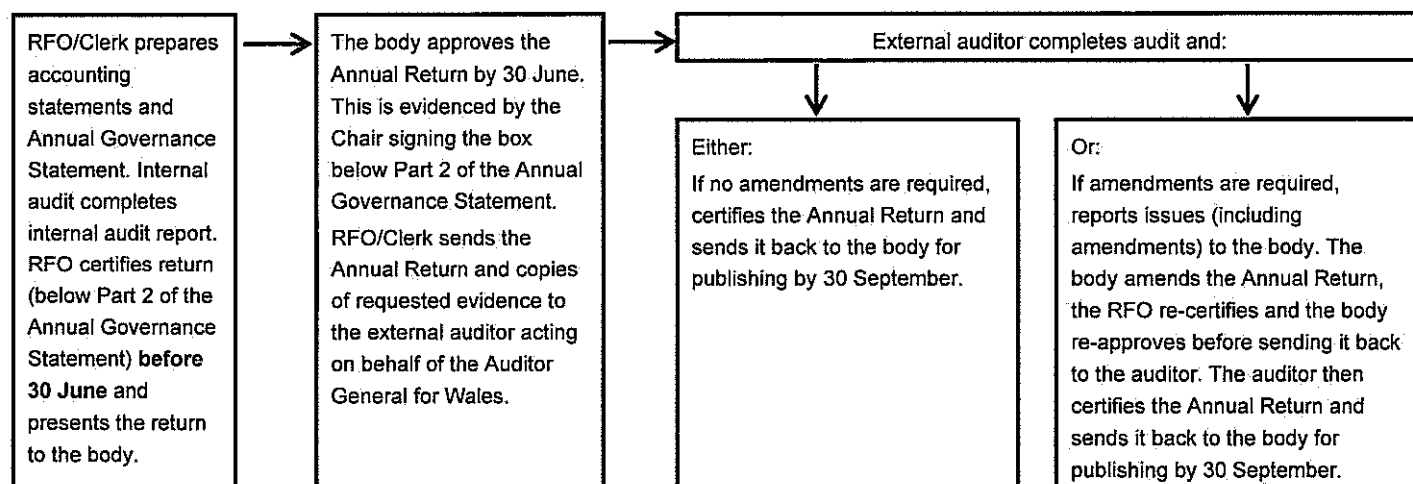 RFO/Clerk prepares
accounting
statements and
Annual Governance
Statement. Internal
audit completes
internal audit report.
RFO certifies return
(below Part 2 of the
Annual Governance
Statement) before
30 June and
presents the return
to the body.
The body approves the
Annual Return by 30 June.
This is evidenced by the
Chair signing the box
below Part 2 of the Annual
Governance Statement.
RFO/Clerk sends the
Annual Return and copies
of requested evidence to
the external auditor acting
on behalf of the Auditor
General for Wales.
External auditor completes audit and:
Either:
If no amendments are required,
certifies the Annual Return and
sends it back to the body for
publishing by 30 September.
Or:
If amendments are required,
reports issues (including
amendments) to the body. The
body amends the Annual Return,
the RFO re-certifies and the body
re-approves before sending it back
to the auditor. The auditor then
certifies the Annual Return and
sends it back to the body for
publishing by 30 September.